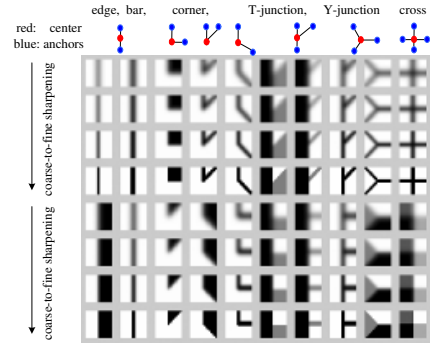 edge, bar, corner, T-junction, Y-junction cross
red: center
blue: anchors
coarse-to-fine sharpening
coarse-to-fine sharpening